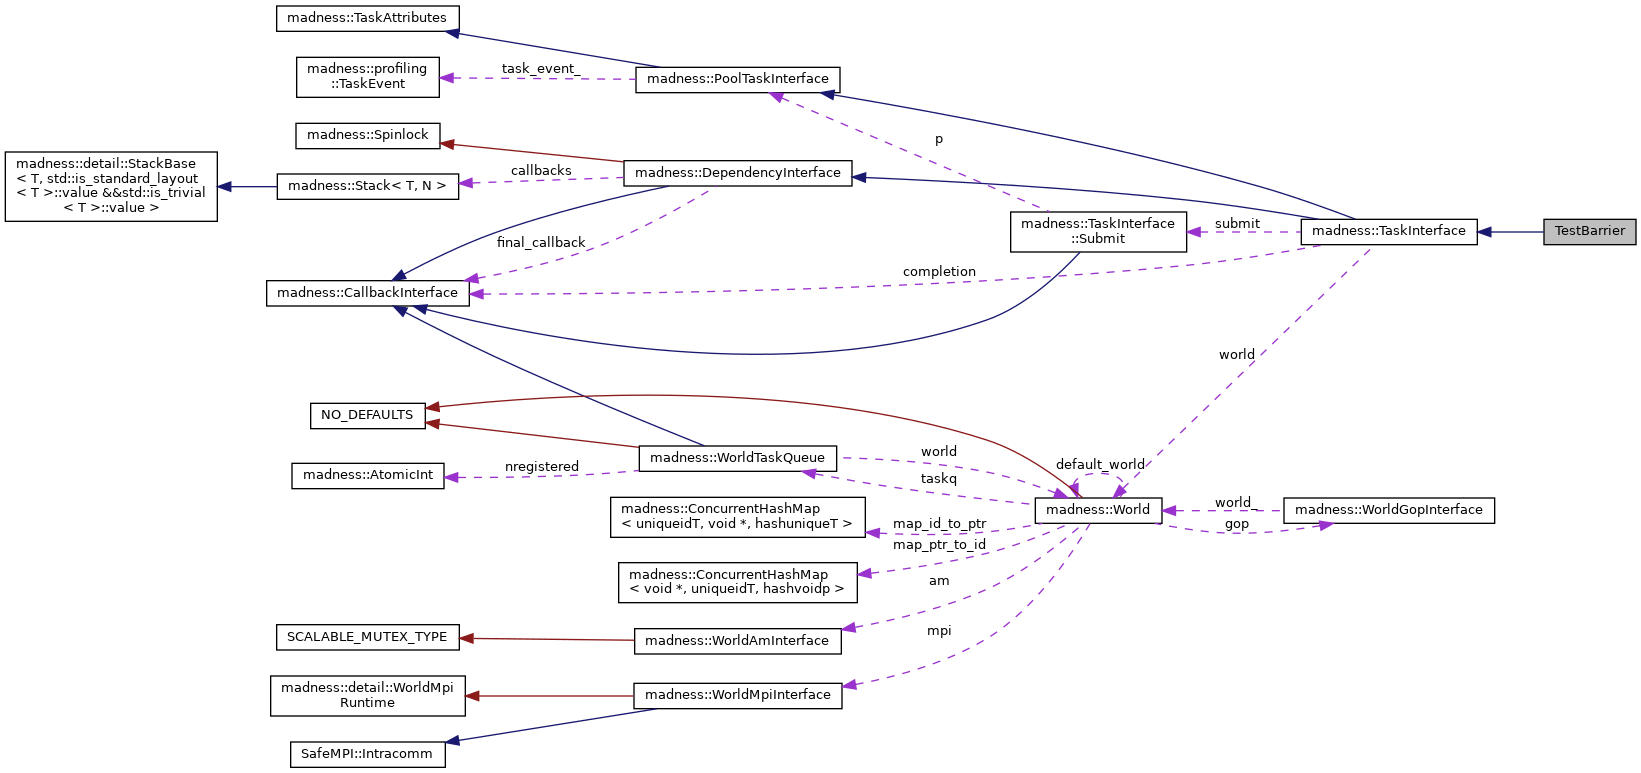 madness::TaskAttributes
madness::profiling
::TaskEvent
task_event_
madness::PoolTaskInterface
madness::Spinlock
p
madness::detail::StackBase
< T, std::is_standard_layout
< T >::value &&std::is_trivial
< T >::value >
madness::Stack< T, N >
callbacks
madness::DependencyInterface
madness::TaskInterface
::Submit
submit
madness::TaskInterface
TestBarrier
final_callback
completion
madness::CallbackInterface
world
NO_DEFAULTS
madness::WorldTaskQueue
world
default_world
madness::AtomicInt
nregistered
taskq
madness::ConcurrentHashMap
< uniqueidT, void *, hashuniqueT >
map_id_to_ptr
madness::World
world_
gop
madness::WorldGopInterface
map_ptr_to_id
madness::ConcurrentHashMap
< void *, uniqueidT, hashvoidp >
am
SCALABLE_MUTEX_TYPE
madness::WorldAmInterface
mpi
madness::detail::WorldMpi
Runtime
madness::WorldMpiInterface
SafeMPI::Intracomm